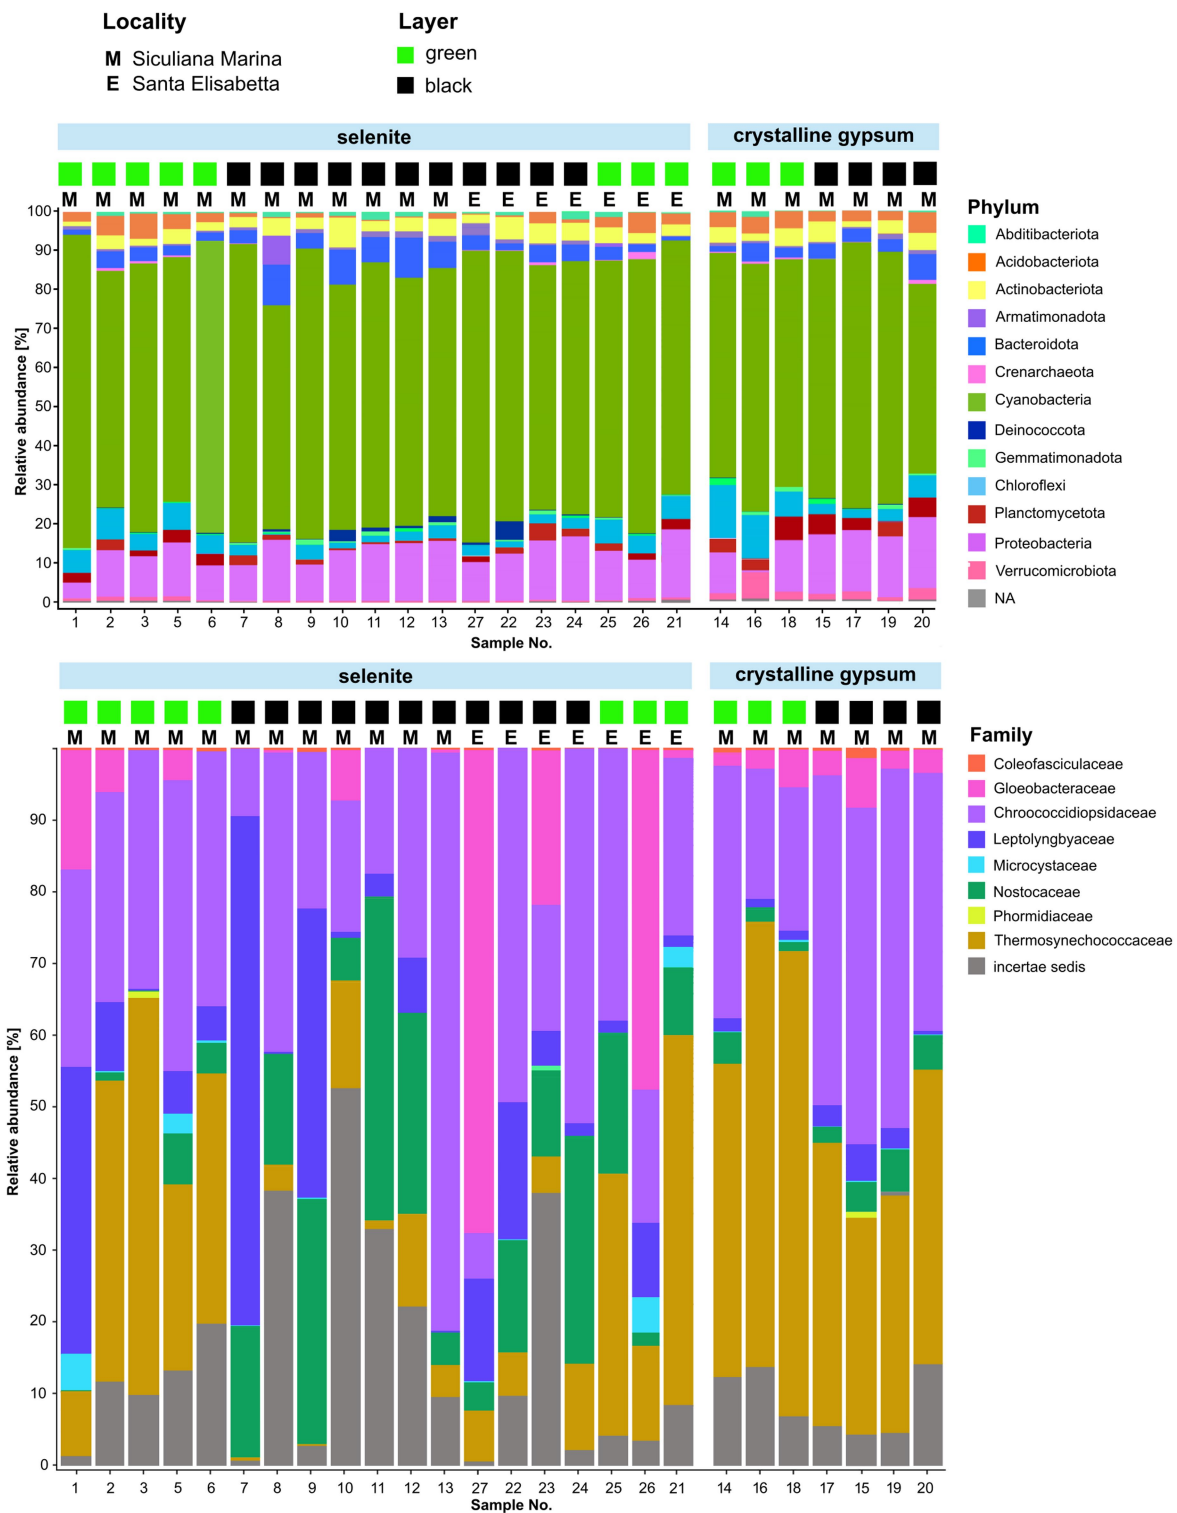 Locality
M Siculiana Marina
E Santa Elisabetta
Layer
green
black
selenite
crystalline gypsum
M M M M M M M M M M M M E E E E E E E M M M M M M M
Relative abundance [%]
100
90
80
70
60
50
40
30
20
10
0
1 2 3 5 6 7 8 9 10 11 12 13 27 22 23 24 25 26 21 14 16 18 15 17 19 20
Sample No.
Phylum
Abditibacteriota
Acidobacteriota
Actinobacteriota
Armatimonadota
Bacteroidota
Crenarchaeota
Cyanobacteria
Deinococcota
Gemmatimonadota
Chloroflexi
Planctomycetota
Proteobacteria
Verrucomicrobiota
NA
selenite
crystalline gypsum
M M M M M M M M M M M M E E E E E E E M M M M M M M
Relative abundance [%]
90
80
70
60
50
40
30
20
10
0
1 2 3 5 6 7 8 9 10 11 12 13 27 22 23 24 25 26 21 14 16 18 17 15 19 20
Sample No.
Family
Coleofasciculaceae
Gloeobacteraceae
Chroococcidiopsidaceae
Leptolyngbyaceae
Microcystaceae
Nostocaceae
Phormidiaceae
Thermosynechococcaceae
incertae sedis